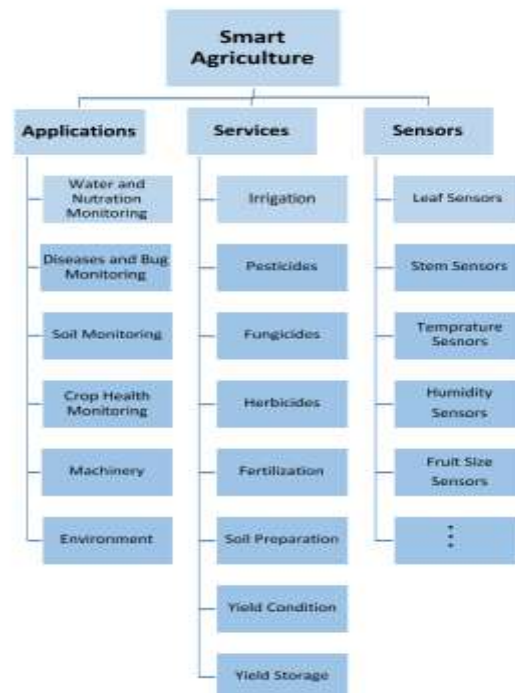 Smart
Agriculture
Applications
Water and
Nutration
Monitoring
Diseases and Bug
Monitoring
Soil Monitoring
Crop Health
Monitoring
Machinery
Environment
Services
Irrigation
Pesticides
Fungicides
Herbicides
Fertilization
Soil Preparation
Yield Condition
Yield Storage
Sensors
Leaf Sensors
Stem Sensors
Temprature
Sesnors
Humidity
Sensors
Fruit Size
Sensors